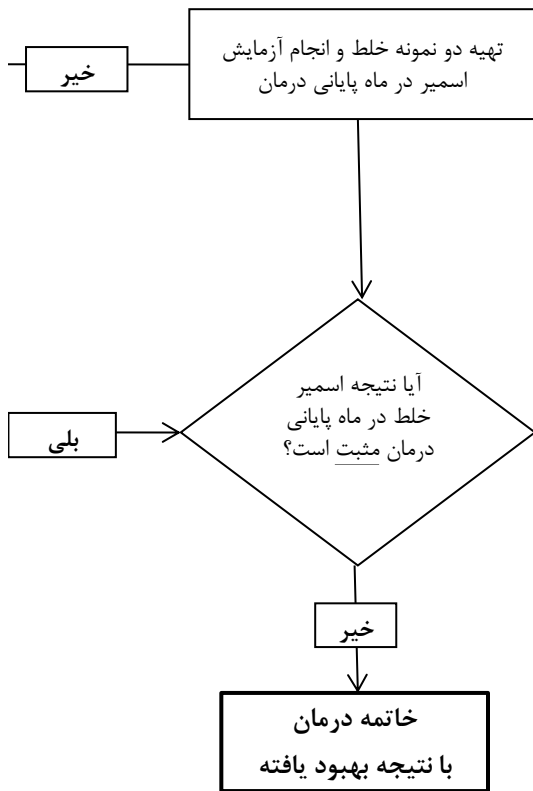 تهیه دو نمونه خلط و انجام آزمایش
اسمیر در ماه پایانی درمان
خیر
آیا نتیجه اسمیر
خلط در ماه پایانی
درمان مثبت است؟
بلی
خیر
خاتمه درمان
با نتیجه بهبود یافته